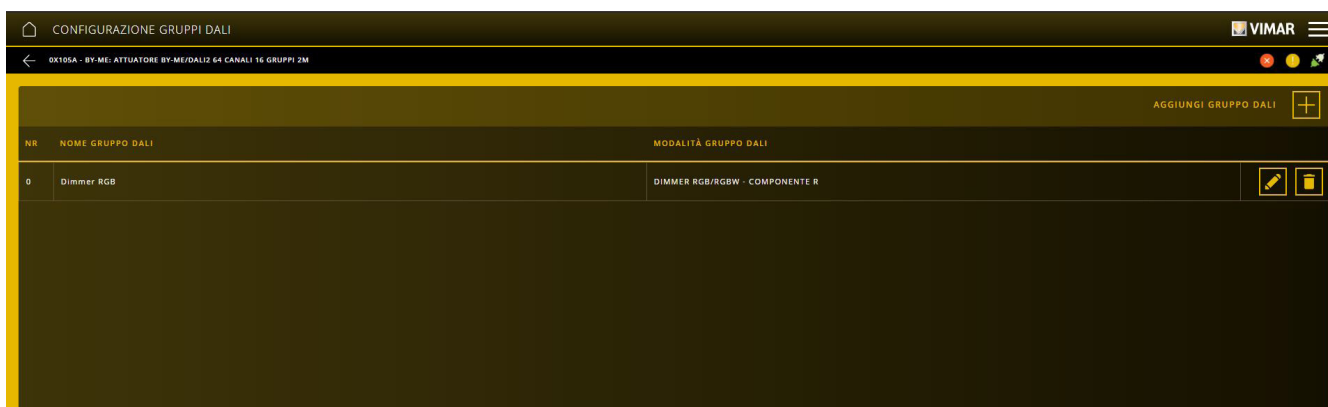 CONFIGURAZIONE GRUPPI DALI
VIMAR
0X105A - BY-ME: ATTUATORE BY-ME/DALI2 64 CANALI 16 GRUPPI 2M
AGGIUNGI GRUPPO DALI
NR NOME GRUPPO DALI MODALITÀ GRUPPO DALI
0 Dimmer RGB DIMMER RGB/RGBW - COMPONENTE R